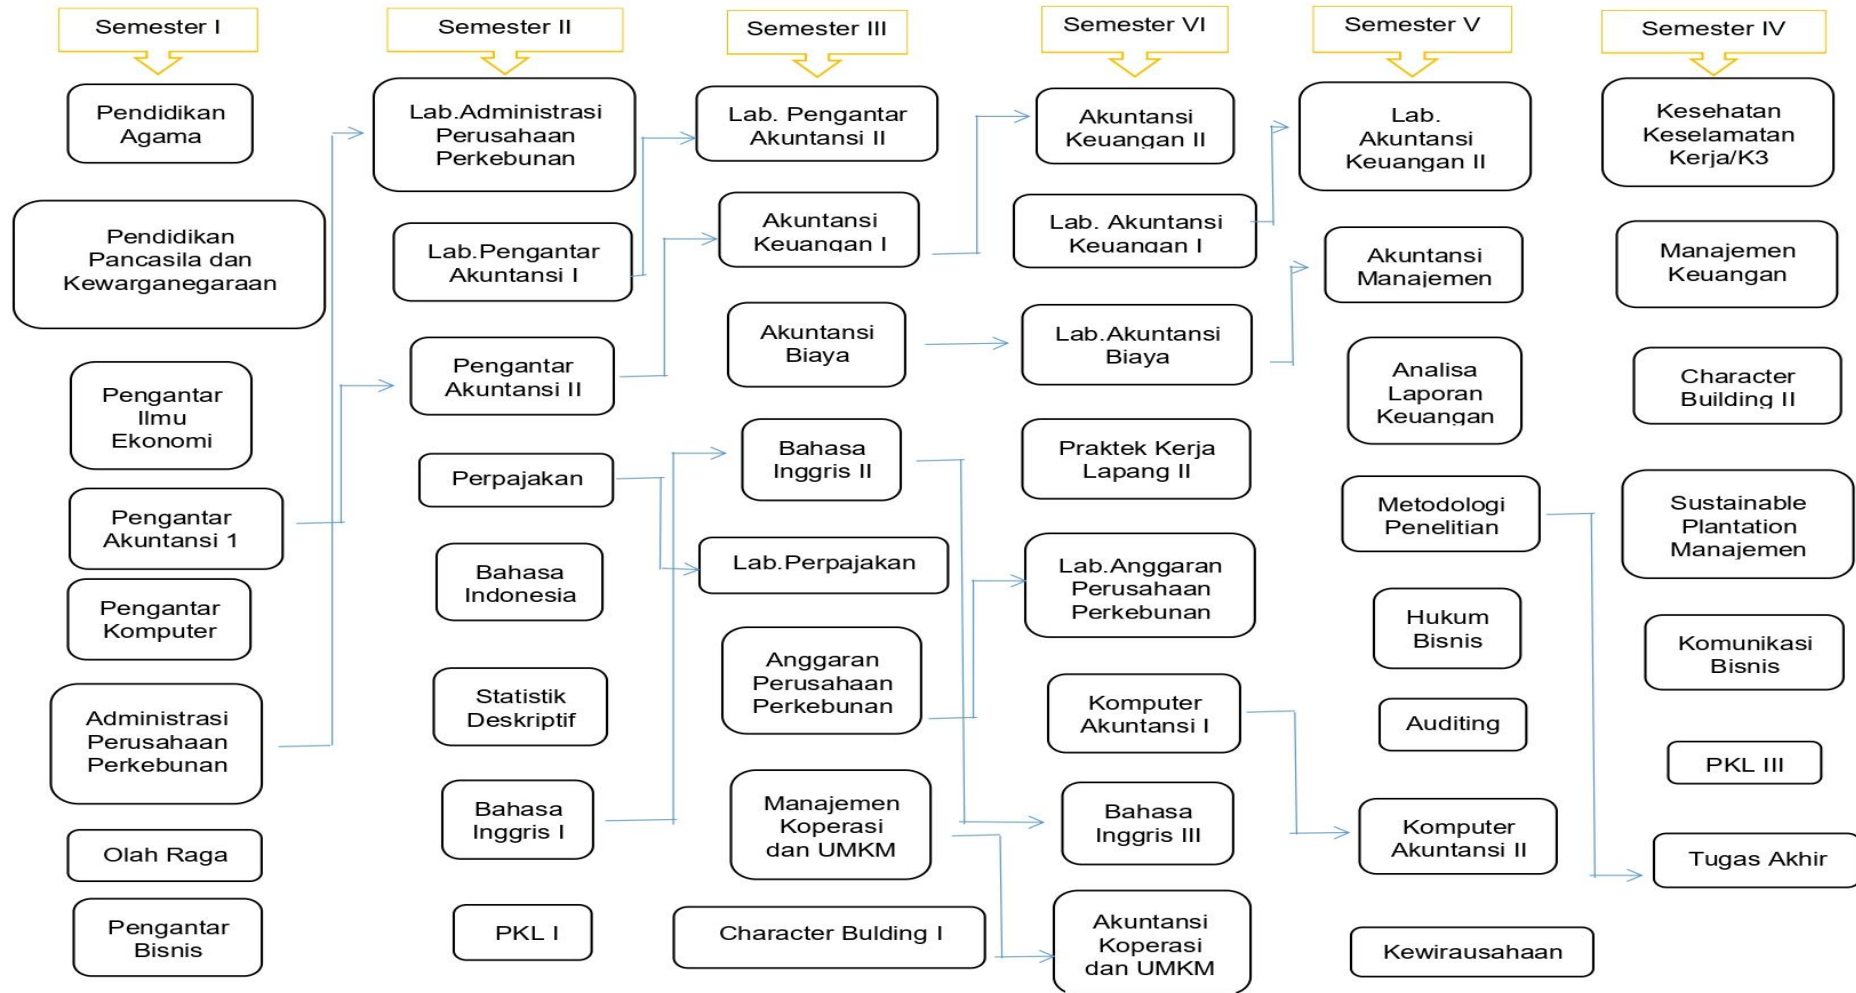 Semester I
Pendidikan
Agama
Pendidikan
Pancasila dan
Kewarganegaraan
Pengantar
Ilmu
Ekonomi
Pengantar
Akuntansi 1
Pengantar
Komputer
Administrasi
Perusahaan
Perkebunan
Olah Raga
Pengantar
Bisnis
Semester II
Lab.Administrasi
Perusahaan
Perkebunan
Lab.Pengantar
Akuntansi I
Pengantar
Akuntansi II
Perpajakan
Bahasa
Indonesia
Statistik
Deskriptif
Bahasa
Inggris I
PKL I
Semester III
Lab. Pengantar
Akuntansi II
Akuntansi
Keuangan I
Akuntansi
Biaya
Bahasa
Inggris II
Lab.Perpajakan
Anggaran
Perusahaan
Perkebunan
Manajemen
Koperasi
dan UMKM
Character Bulding I
Semester VI
Akuntansi
Keuangan II
Lab. Akuntansi
Keuangan I
Lab.Akuntansi
Biaya
Praktek Kerja
Lapang II
Lab.Anggaran
Perusahaan
Perkebunan
Komputer
Akuntansi I
Bahasa
Inggris III
Akuntansi
Koperasi
dan UMKM
Semester V
Lab.
Akuntansi
Keuangan II
Akuntansi
Manajemen
Analisa
Laporan
Keuangan
Metodologi
Penelitian
Hukum
Bisnis
Auditing
Komputer
Akuntansi II
Kewirausahaan
Semester IV
Kesehatan
Keselamatan
Kerja/K3
Manajemen
Keuangan
Character
Building II
Sustainable
Plantation
Manajemen
Komunikasi
Bisnis
PKL III
Tugas Akhir